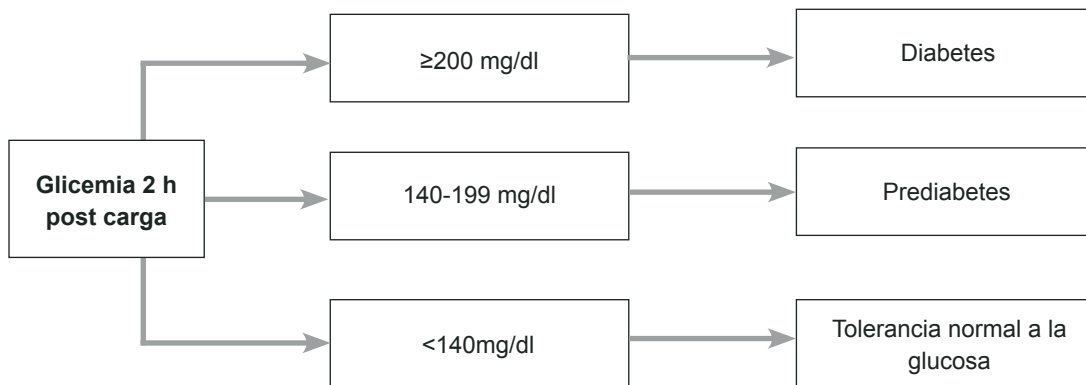 ≥200 mg/dl
Diabetes
Glicemia 2 h
post carga
140-199 mg/dl
Prediabetes
<140mg/dl
Tolerancia normal a la
glucosa